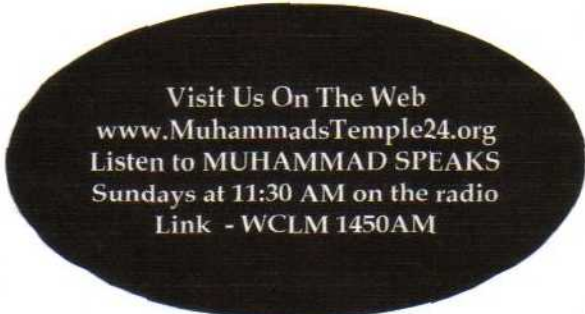 Visit Us On The Web
www.MuhammadsTemple24.org
Listen to MUHAMMAD SPEAKS
Sundays at 11:30 AM on the radio
Link - WCLM 1450AM